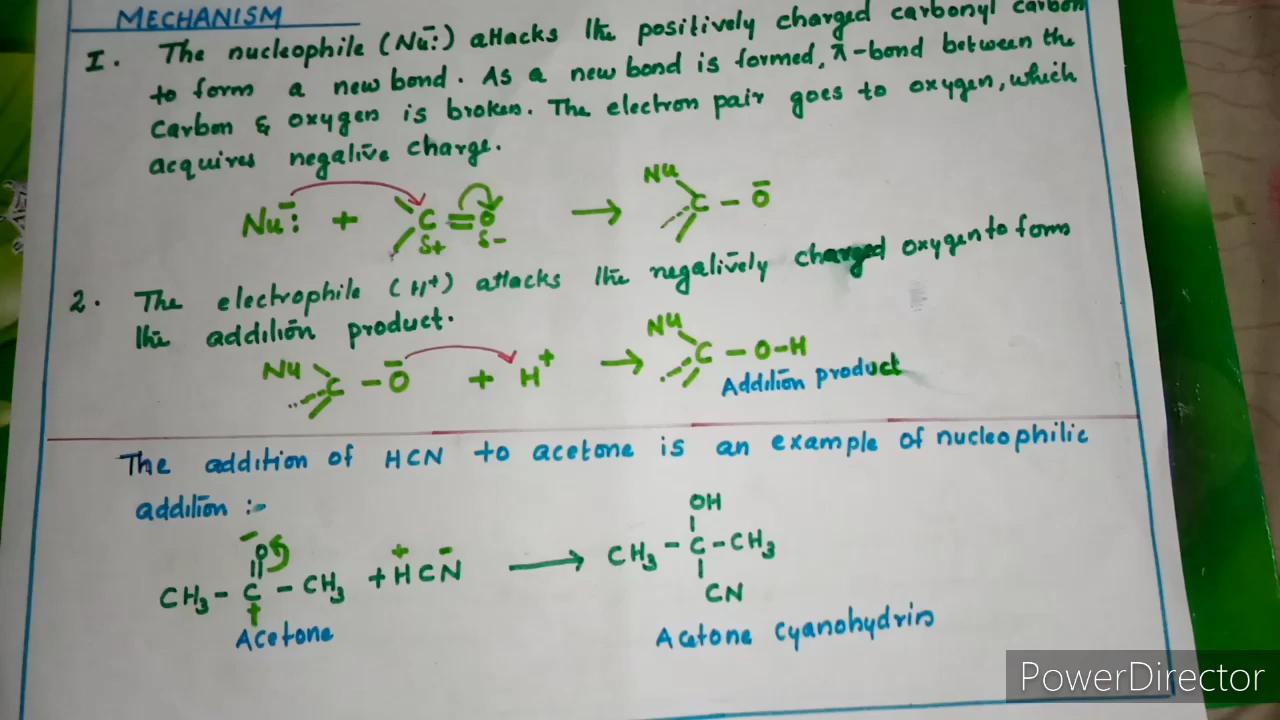 MECHANISM
I. The nucleophile (Nu:⁻) attacks the positively charged carbonyl carbon
to form a new bond. As a new bond is formed, π-bond between the
carbon & oxygen is broken. The electron pair goes to oxygen, which
acquires negative charge.
Nu:⁻ + C=O → Nu C-O⁻
δ+ δ-
2. The electrophile (H⁺) attacks the negatively charged oxygen to form
the addition product.
Nu C-O⁻ + H⁺ → Nu C-O-H
Addition product
The addition of HCN to acetone is an example of nucleophilic
addition :-
O⁻ OH
CH₃-C-CH₃ + H⁺CN⁻ → CH₃-C-CH₃
+ CN
Acetone Acetone cyanohydrin
PowerDirector